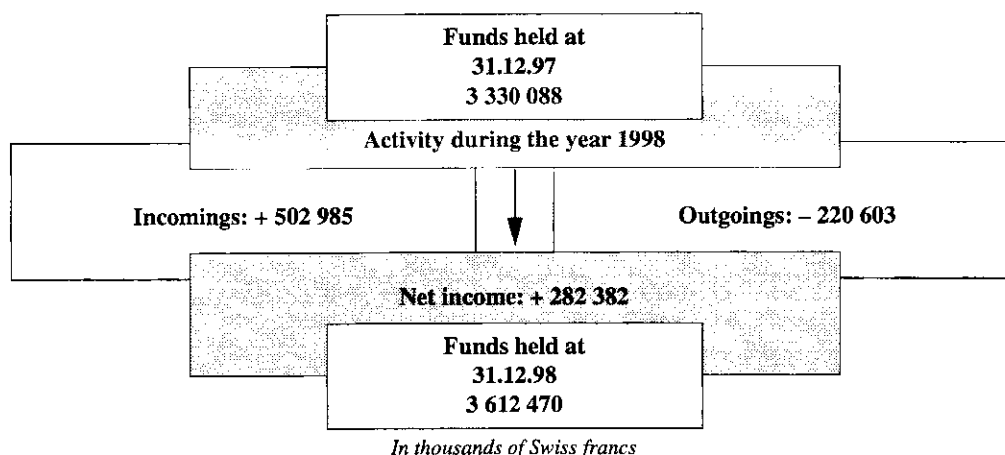 Funds held at
31.12.97
3 330 088
Activity during the year 1998
Incomings: + 502 985
Outgoings: – 220 603
Net income: + 282 382
Funds held at
31.12.98
3 612 470
In thousands of Swiss francs